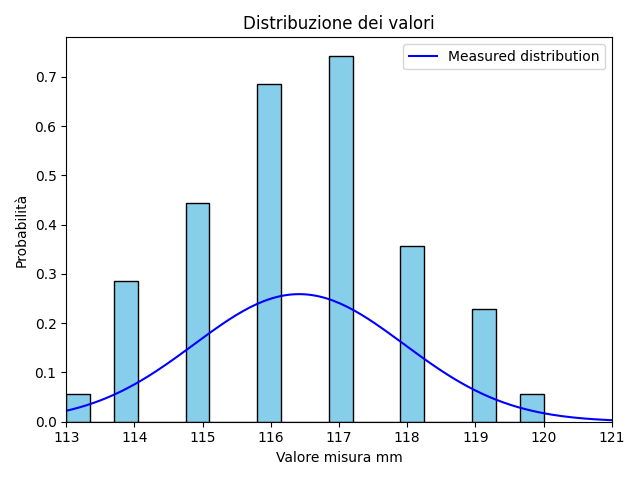 Distribuzione dei valori
Measured distribution
Probabilità
0.7
0.6
0.5
0.4
0.3
0.2
0.1
0.0
113 114 115 116 117 118 119 120 121
Valore misura mm